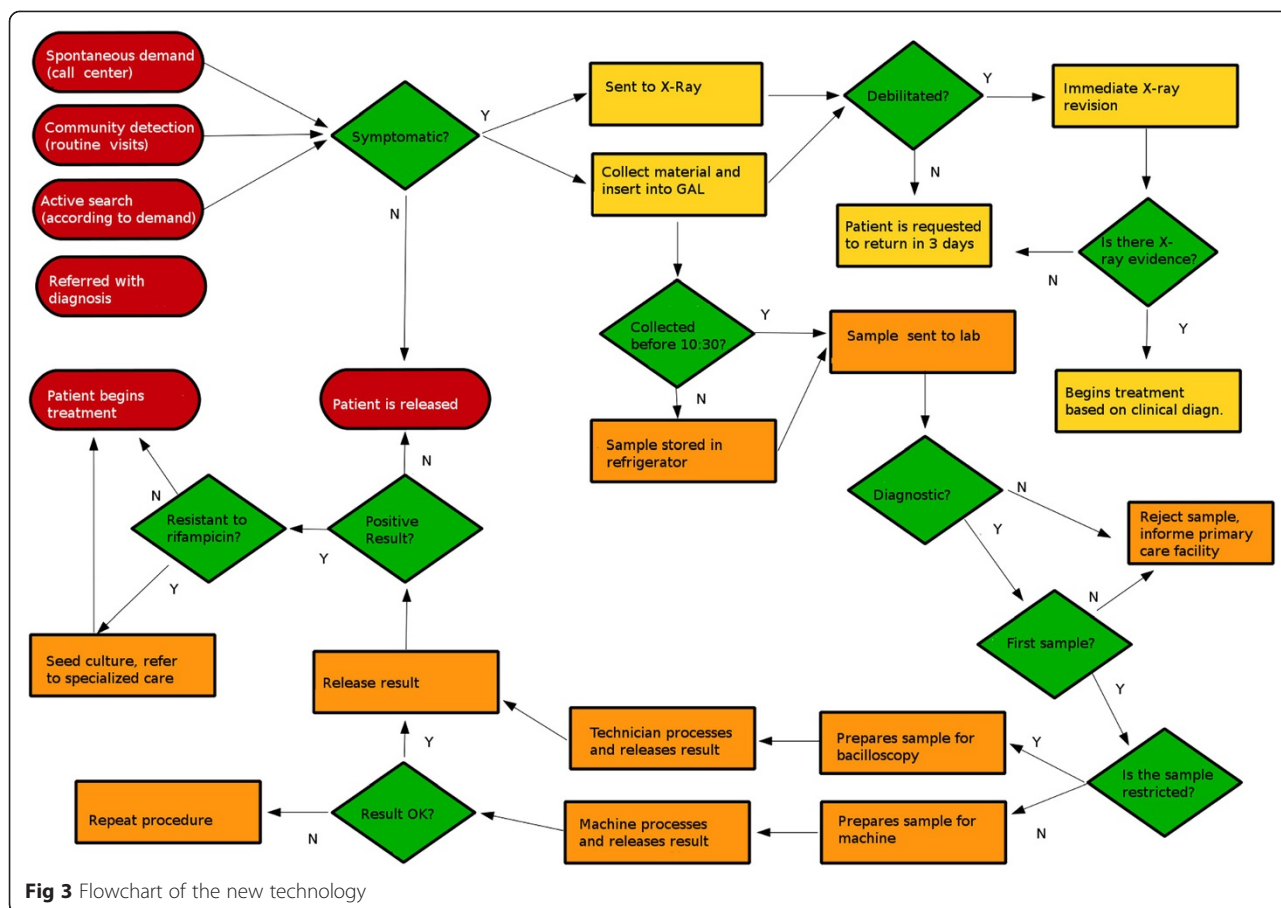 Spontaneous demand
(call center)
Community detection
(routine visits)
Active search
(according to demand)
Referred with
diagnosis
Symptomatic?
Y
N
Sent to X-Ray
Collect material and
insert into GAL
Debilitated?
Y
N
Immediate X-ray
revision
Patient is requested
to return in 3 days
Is there X-
ray evidence?
N
Y
Begins treatment
based on clinical diagn.
Collected
before 10:30?
Y
N
Sample sent to lab
Sample stored in
refrigerator
Diagnostic?
N
Y
Reject sample,
informe primary
care facility
First sample?
N
Y
Is the sample
restricted?
Y
N
Prepares sample for
bacilloscopy
Prepares sample for
machine
Technician processes
and releases result
Machine processes
and releases result
Result OK?
Y
N
Repeat procedure
Release result
Positive
Result?
N
Y
Patient is released
Resistant to
rifampicin?
N
Y
Patient begins
treatment
Seed culture, refer
to specialized care
Fig 3 Flowchart of the new technology